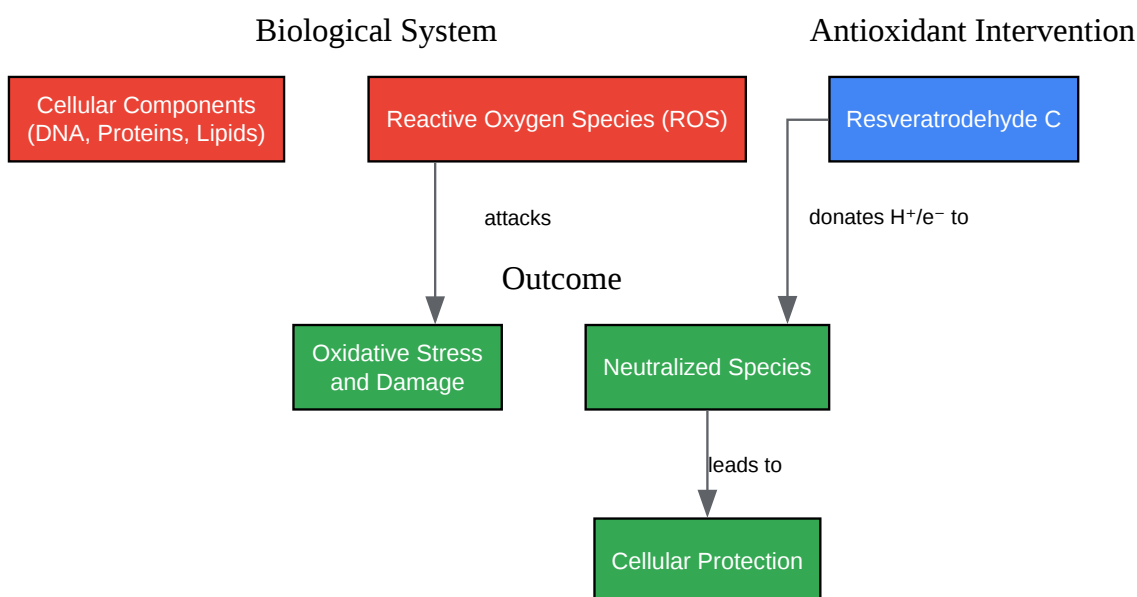 Biological System
Antioxidant Intervention
Cellular Components
(DNA, Proteins, Lipids)
Reactive Oxygen Species (ROS)
Resveratrodehyde C
attacks
donates H⁺/e⁻ to
Outcome
Oxidative Stress
and Damage
Neutralized Species
leads to
Cellular Protection